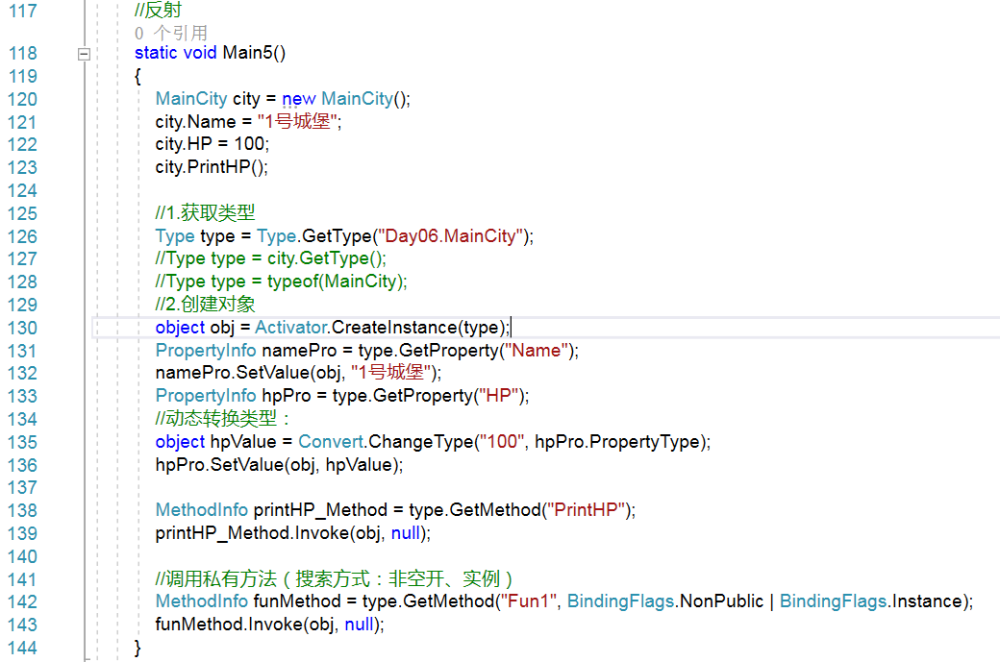 117 //反射
0 个引用
118 static void Main5()
119 {
120 MainCity city = new MainCity();
121 city.Name = "1号城堡";
122 city.HP = 100;
123 city.PrintHP();
124
125 //1.获取类型
126 Type type = Type.GetType("Day06.MainCity");
127 //Type type = city.GetType();
128 //Type type = typeof(MainCity);
129 //2.创建对象
130 object obj = Activator.CreateInstance(type);
131 PropertyInfo namePro = type.GetProperty("Name");
132 namePro.SetValue(obj, "1号城堡");
133 PropertyInfo hpPro = type.GetProperty("HP");
134 //动态转换类型：
135 object hpValue = Convert.ChangeType("100", hpPro.PropertyType);
136 hpPro.SetValue(obj, hpValue);
137
138 MethodInfo printHP_Method = type.GetMethod("PrintHP");
139 printHP_Method.Invoke(obj, null);
140
141 //调用私有方法（搜索方式：非空开、实例）
142 MethodInfo funMethod = type.GetMethod("Fun1", BindingFlags.NonPublic | BindingFlags.Instance);
143 funMethod.Invoke(obj, null);
144 }